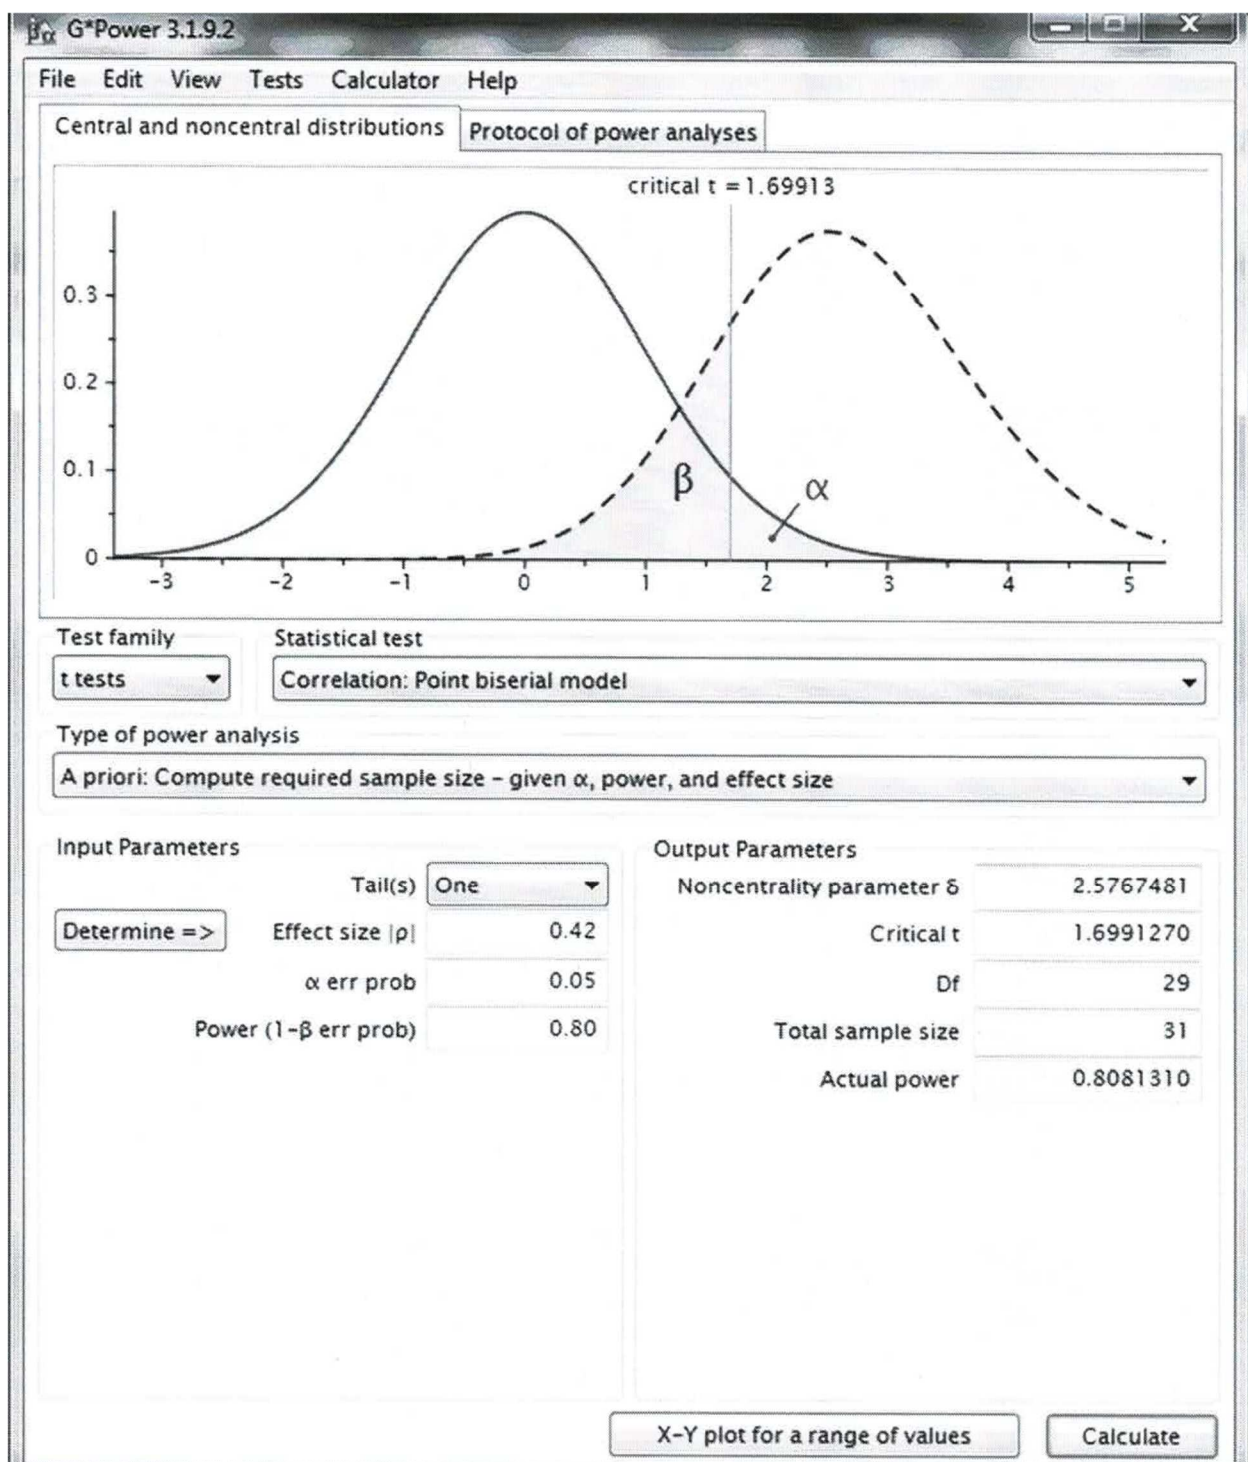 G*Power 3.1.9.2
File Edit View Tests Calculator Help
Central and noncentral distributions Protocol of power analyses
critical t = 1.69913
0.3
0.2
0.1
0
β
α
-3 -2 -1 0 1 2 3 4 5
Test family Statistical test
t tests Correlation: Point biserial model
Type of power analysis
A priori: Compute required sample size – given α, power, and effect size
Input Parameters Output Parameters
Tail(s) One Noncentrality parameter δ 2.5767481
Determine => Effect size |ρ| 0.42 Critical t 1.6991270
α err prob 0.05 Df 29
Power (1-β err prob) 0.80 Total sample size 31
Actual power 0.8081310
X-Y plot for a range of values Calculate